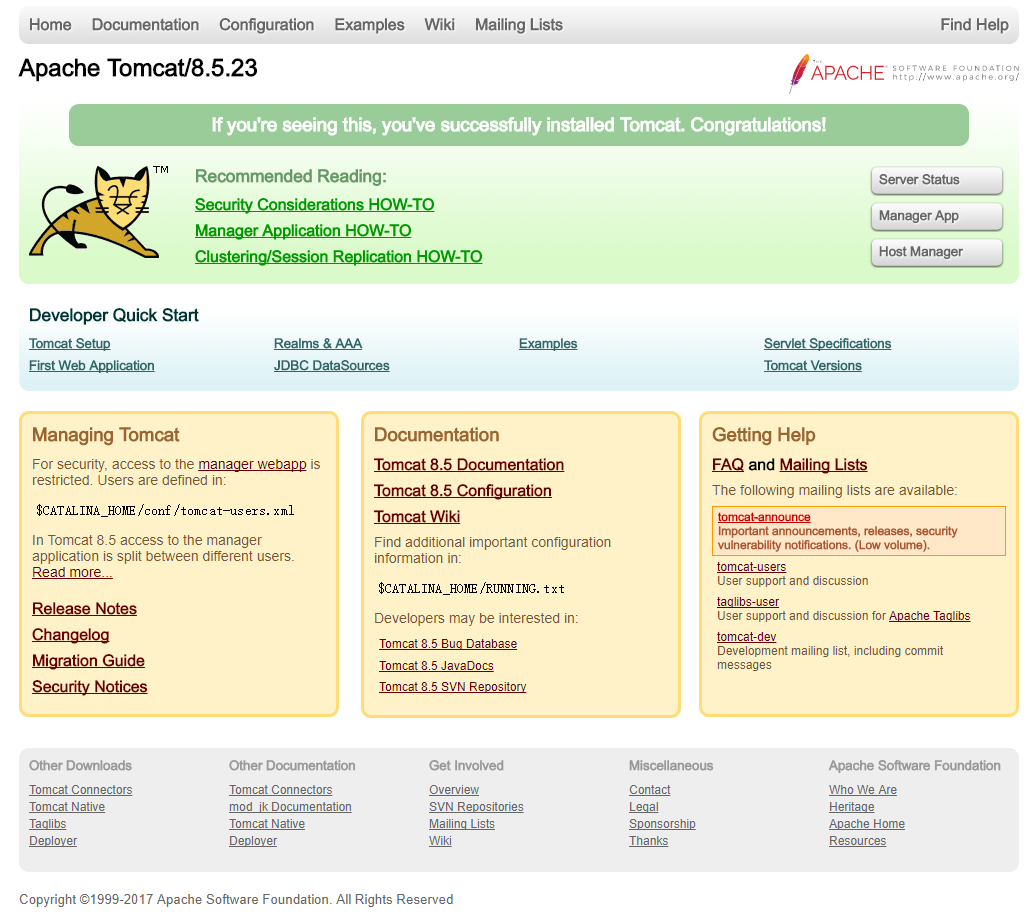 Home Documentation Configuration Examples Wiki Mailing Lists Find Help
Apache Tomcat/8.5.23
THE APACHE® SOFTWARE FOUNDATION
http://www.apache.org/
If you're seeing this, you've successfully installed Tomcat. Congratulations!
TM
Recommended Reading:
Security Considerations HOW-TO
Manager Application HOW-TO
Clustering/Session Replication HOW-TO
Server Status
Manager App
Host Manager
Developer Quick Start
Tomcat Setup
First Web Application
Realms & AAA
JDBC DataSources
Examples
Servlet Specifications
Tomcat Versions
Managing Tomcat
For security, access to the manager webapp is
restricted. Users are defined in:
$CATALINA_HOME/conf/tomcat-users.xml
In Tomcat 8.5 access to the manager
application is split between different users.
Read more...
Release Notes
Changelog
Migration Guide
Security Notices
Documentation
Tomcat 8.5 Documentation
Tomcat 8.5 Configuration
Tomcat Wiki
Find additional important configuration
information in:
$CATALINA_HOME/RUNNING.txt
Developers may be interested in:
Tomcat 8.5 Bug Database
Tomcat 8.5 JavaDocs
Tomcat 8.5 SVN Repository
Getting Help
FAQ and Mailing Lists
The following mailing lists are available:
tomcat-announce
Important announcements, releases, security
vulnerability notifications. (Low volume).
tomcat-users
User support and discussion
taglibs-user
User support and discussion for Apache Taglibs
tomcat-dev
Development mailing list, including commit
messages
Other Downloads
Tomcat Connectors
Tomcat Native
Taglibs
Deployer
Other Documentation
Tomcat Connectors
mod_jk Documentation
Tomcat Native
Deployer
Get Involved
Overview
SVN Repositories
Mailing Lists
Wiki
Miscellaneous
Contact
Legal
Sponsorship
Thanks
Apache Software Foundation
Who We Are
Heritage
Apache Home
Resources
Copyright ©1999-2017 Apache Software Foundation. All Rights Reserved